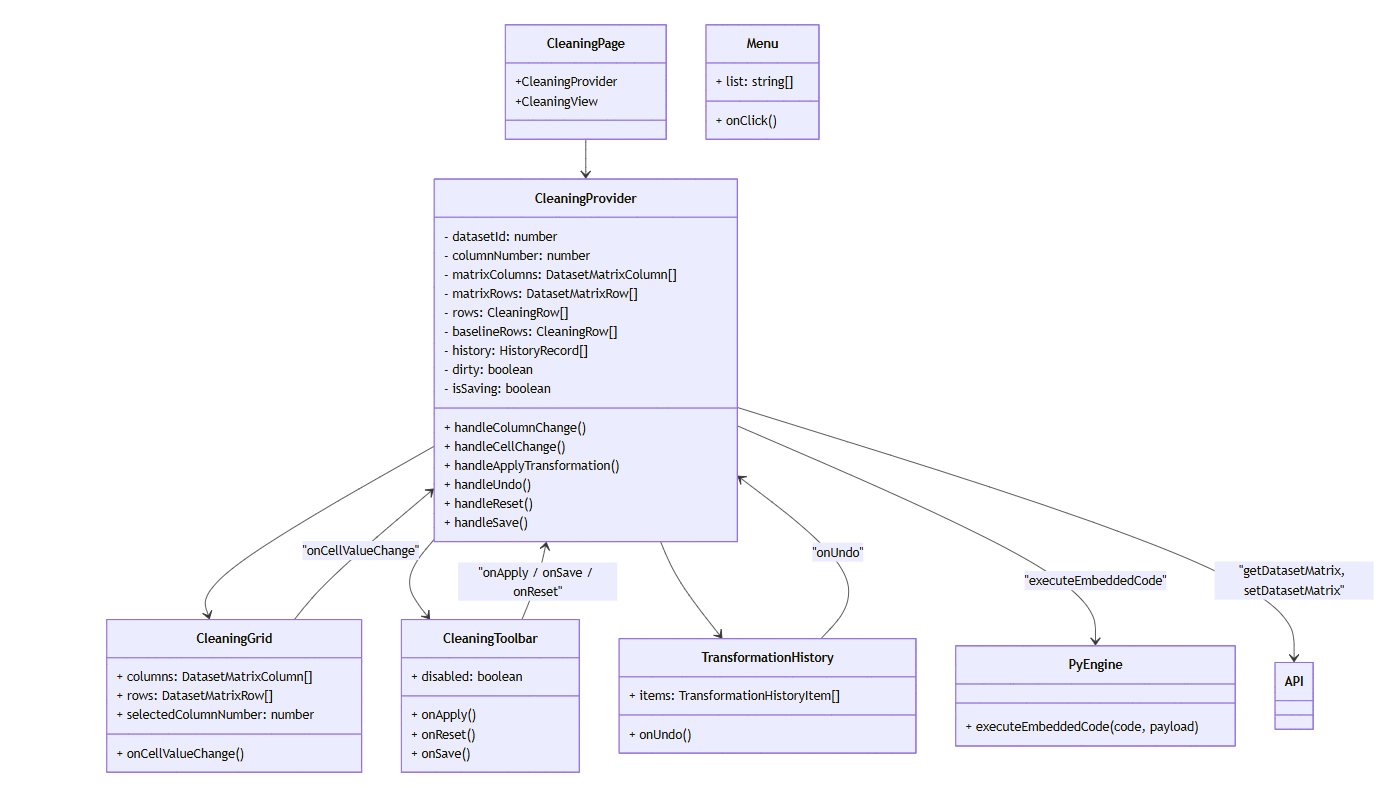 CleaningPage
+CleaningProvider
+CleaningView
Menu
+ list: string[]
+ onClick()
CleaningProvider
- datasetId: number
- columnNumber: number
- matrixColumns: DatasetMatrixColumn[]
- matrixRows: DatasetMatrixRow[]
- rows: CleaningRow[]
- baselineRows: CleaningRow[]
- history: HistoryRecord[]
- dirty: boolean
- isSaving: boolean
+ handleColumnChange()
+ handleCellChange()
+ handleApplyTransformation()
+ handleUndo()
+ handleReset()
+ handleSave()
"onCellValueChange"
"onApply / onSave /
onReset"
"onUndo"
"executeEmbeddedCode"
"getDatasetMatrix,
setDatasetMatrix"
CleaningGrid
+ columns: DatasetMatrixColumn[]
+ rows: DatasetMatrixRow[]
+ selectedColumnNumber: number
+ onCellValueChange()
CleaningToolbar
+ disabled: boolean
+ onApply()
+ onReset()
+ onSave()
TransformationHistory
+ items: TransformationHistoryItem[]
+ onUndo()
PyEngine
+ executeEmbeddedCode(code, payload)
API